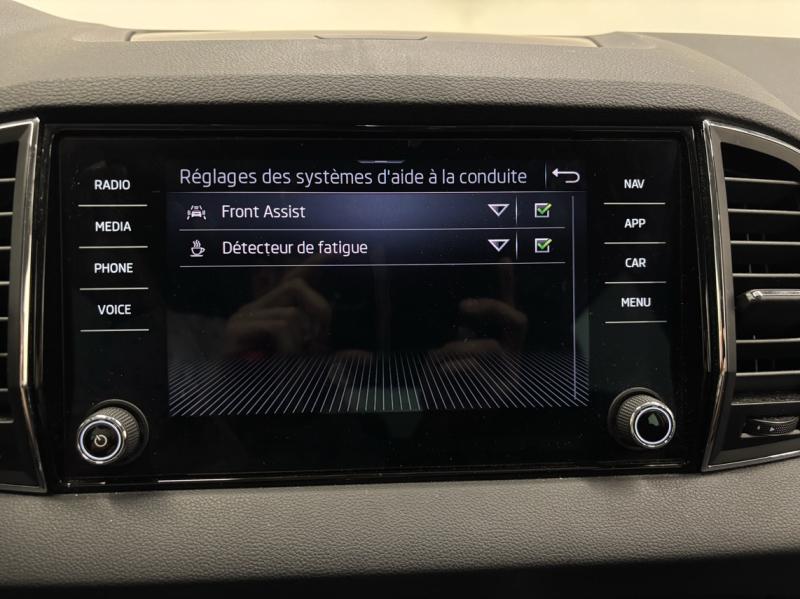 Réglages des systèmes d'aide à la conduite
Front Assist
Détecteur de fatigue
RADIO
MEDIA
PHONE
VOICE
NAV
APP
CAR
MENU